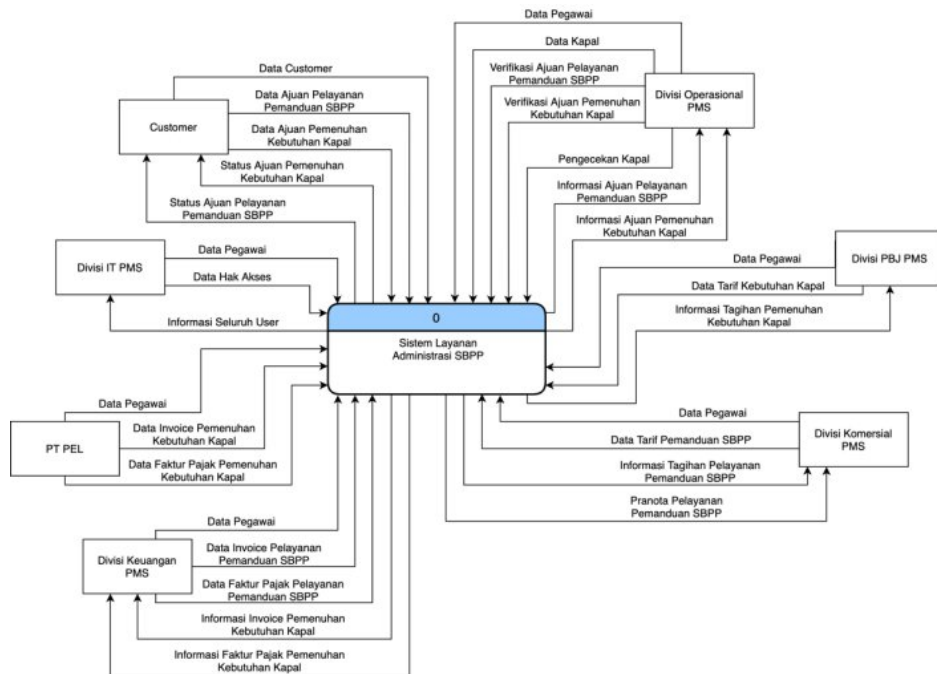 Data Pegawai
Data Kapal
Verifikasi Ajuan Pelayanan
Pemanduan SBPP
Verifikasi Ajuan Pemenuhan
Kebutuhan Kapal
Divisi Operasional
PMS
Pengecekan Kapal
Informasi Ajuan Pelayanan
Pemanduan SBPP
Informasi Ajuan Pemenuhan
Kebutuhan Kapal
Data Customer
Data Ajuan Pelayanan
Pemanduan SBPP
Customer
Data Ajuan Pemenuhan
Kebutuhan Kapal
Status Ajuan Pemenuhan
Kebutuhan Kapal
Status Ajuan Pelayanan
Pemanduan SBPP
Data Pegawai
Divisi IT PMS
Data Hak Akses
Informasi Seluruh User
Data Pegawai
Divisi PBJ PMS
Data Tarif Kebutuhan Kapal
Informasi Tagihan Pemenuhan
Kebutuhan Kapal
0
Sistem Layanan
Administrasi SBPP
Data Pegawai
Data Invoice Pemenuhan
Kebutuhan Kapal
PT PEL
Data Faktur Pajak Pemenuhan
Kebutuhan Kapal
Data Pegawai
Data Tarif Pemanduan SBPP
Divisi Komersial
PMS
Informasi Tagihan Pelayanan
Pemanduan SBPP
Pranota Pelayanan
Pemanduan SBPP
Data Pegawai
Data Invoice Pelayanan
Pemanduan SBPP
Divisi Keuangan
PMS
Data Faktur Pajak Pelayanan
Pemanduan SBPP
Informasi Invoice Pemenuhan
Kebutuhan Kapal
Informasi Faktur Pajak Pemenuhan
Kebutuhan Kapal